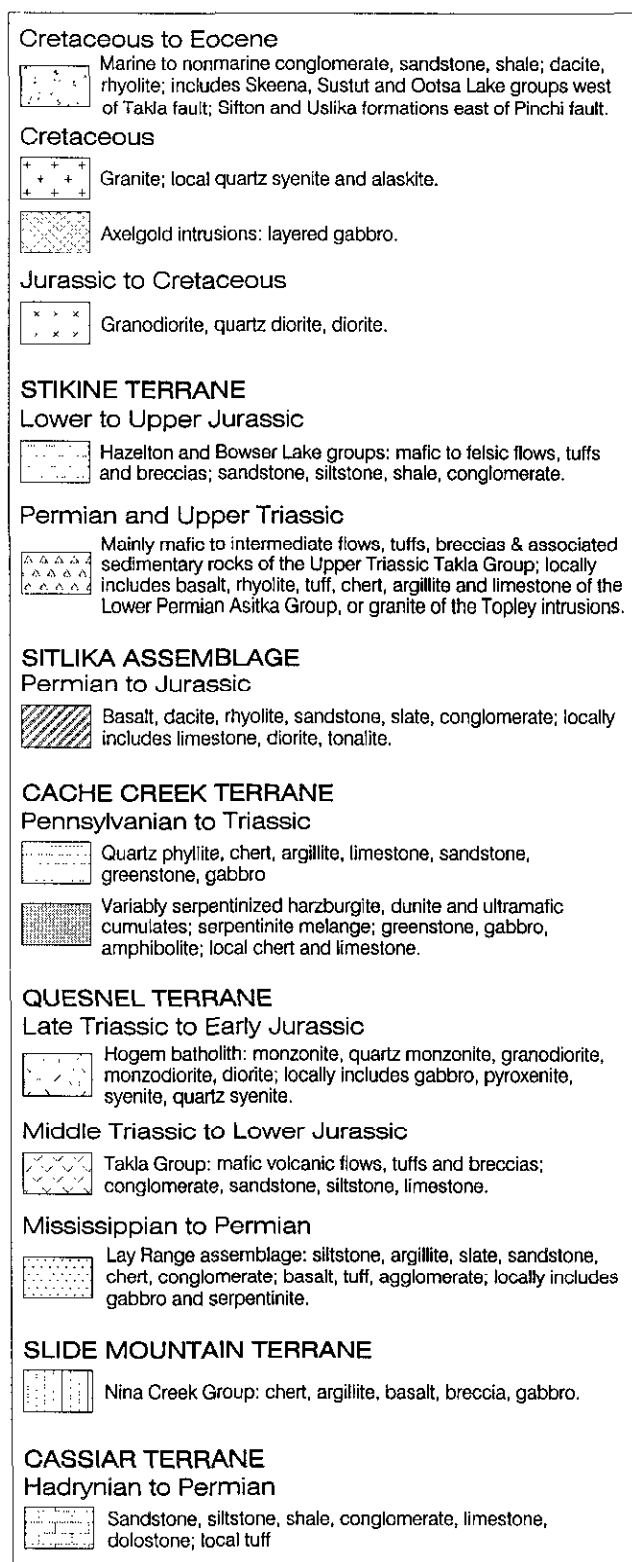 Cretaceous to Eocene
Marine to nonmarine conglomerate, sandstone, shale; dacite,
rhyolite; includes Skeena, Sustut and Ootsa Lake groups west
of Takla fault; Sifton and Uslika formations east of Pinchi fault.
Cretaceous
Granite; local quartz syenite and alaskite.
Axelgold intrusions: layered gabbro.
Jurassic to Cretaceous
Granodiorite, quartz diorite, diorite.
STIKINE TERRANE
Lower to Upper Jurassic
Hazelton and Bowser Lake groups: mafic to felsic flows, tuffs
and breccias; sandstone, siltstone, shale, conglomerate.
Permian and Upper Triassic
Mainly mafic to intermediate flows, tuffs, breccias & associated
sedimentary rocks of the Upper Triassic Takla Group; locally
includes basalt, rhyolite, tuff, chert, argillite and limestone of the
Lower Permian Asitka Group, or granite of the Topley intrusions.
SITLIKA ASSEMBLAGE
Permian to Jurassic
Basalt, dacite, rhyolite, sandstone, slate, conglomerate; locally
includes limestone, diorite, tonalite.
CACHE CREEK TERRANE
Pennsylvanian to Triassic
Quartz phyllite, chert, argillite, limestone, sandstone,
greenstone, gabbro
Variably serpentinized harzburgite, dunite and ultramafic
cumulates; serpentinite melange; greenstone, gabbro,
amphibolite; local chert and limestone.
QUESNEL TERRANE
Late Triassic to Early Jurassic
Hogem batholith: monzonite, quartz monzonite, granodiorite,
monzodiorite, diorite; locally includes gabbro, pyroxenite,
syenite, quartz syenite.
Middle Triassic to Lower Jurassic
Takla Group: mafic volcanic flows, tuffs and breccias;
conglomerate, sandstone, siltstone, limestone.
Mississippian to Permian
Lay Range assemblage: siltstone, argillite, slate, sandstone,
chert, conglomerate; basalt, tuff, agglomerate; locally includes
gabbro and serpentinite.
SLIDE MOUNTAIN TERRANE
Nina Creek Group: chert, argillite, basalt, breccia, gabbro.
CASSIAR TERRANE
Hadrynian to Permian
Sandstone, siltstone, shale, conglomerate, limestone,
dolostone; local tuff